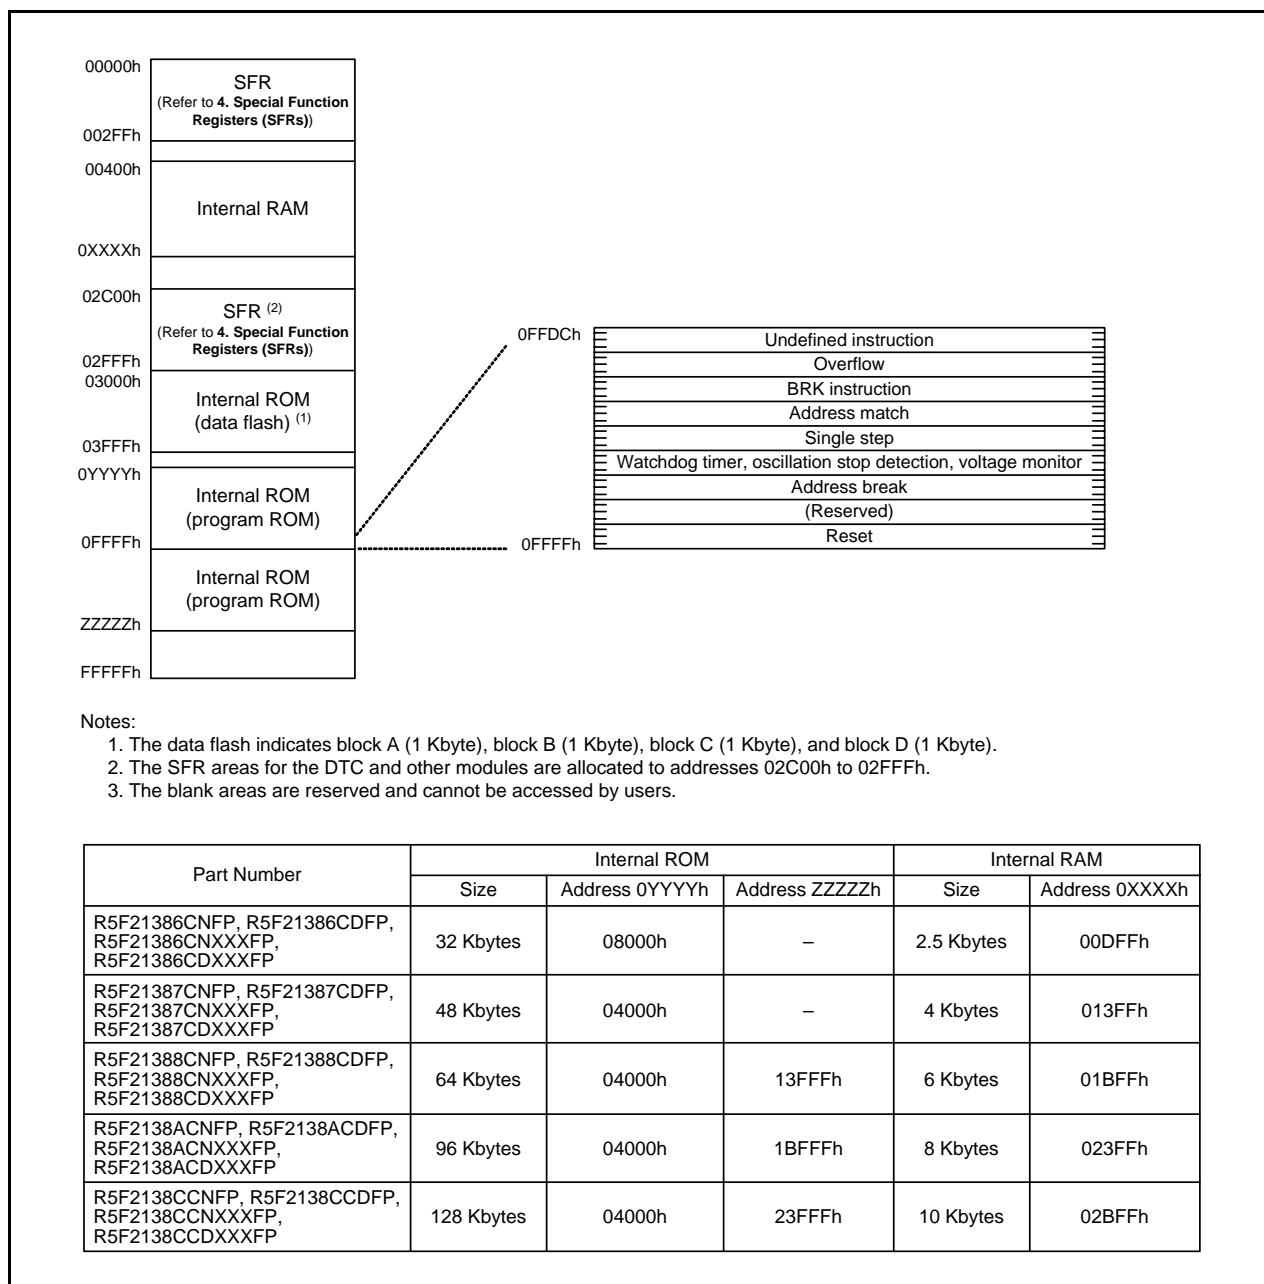 00000h
SFR
(Refer to 4. Special Function
Registers (SFRs))
002FFh
00400h
Internal RAM
0XXXXh
02C00h
SFR (2)
(Refer to 4. Special Function
Registers (SFRs))
02FFFh
03000h
Internal ROM
(data flash) (1)
03FFFh
0YYYYh
Internal ROM
(program ROM)
0FFFFh
Internal ROM
(program ROM)
ZZZZZh
FFFFFh
0FFDCh
Undefined instruction
Overflow
BRK instruction
Address match
Single step
Watchdog timer, oscillation stop detection, voltage monitor
Address break
(Reserved)
Reset
0FFFFh
Notes:
1. The data flash indicates block A (1 Kbyte), block B (1 Kbyte), block C (1 Kbyte), and block D (1 Kbyte).
2. The SFR areas for the DTC and other modules are allocated to addresses 02C00h to 02FFFh.
3. The blank areas are reserved and cannot be accessed by users.
Part Number Internal ROM Internal RAM
Size Address 0YYYYh Address ZZZZZh Size Address 0XXXXh
R5F21386CNFP, R5F21386CDFP,
R5F21386CNXXXFP,
R5F21386CDXXXFP
32 Kbytes 08000h – 2.5 Kbytes 00DFFh
R5F21387CNFP, R5F21387CDFP,
R5F21387CNXXXFP,
R5F21387CDXXXFP
48 Kbytes 04000h – 4 Kbytes 013FFh
R5F21388CNFP, R5F21388CDFP,
R5F21388CNXXXFP,
R5F21388CDXXXFP
64 Kbytes 04000h 13FFFh 6 Kbytes 01BFFh
R5F2138ACNFP, R5F2138ACDFP,
R5F2138ACNXXXFP,
R5F2138ACDXXXFP
96 Kbytes 04000h 1BFFFh 8 Kbytes 023FFh
R5F2138CCNFP, R5F2138CCDFP,
R5F2138CCNXXXFP,
R5F2138CCDXXXFP
128 Kbytes 04000h 23FFFh 10 Kbytes 02BFFh